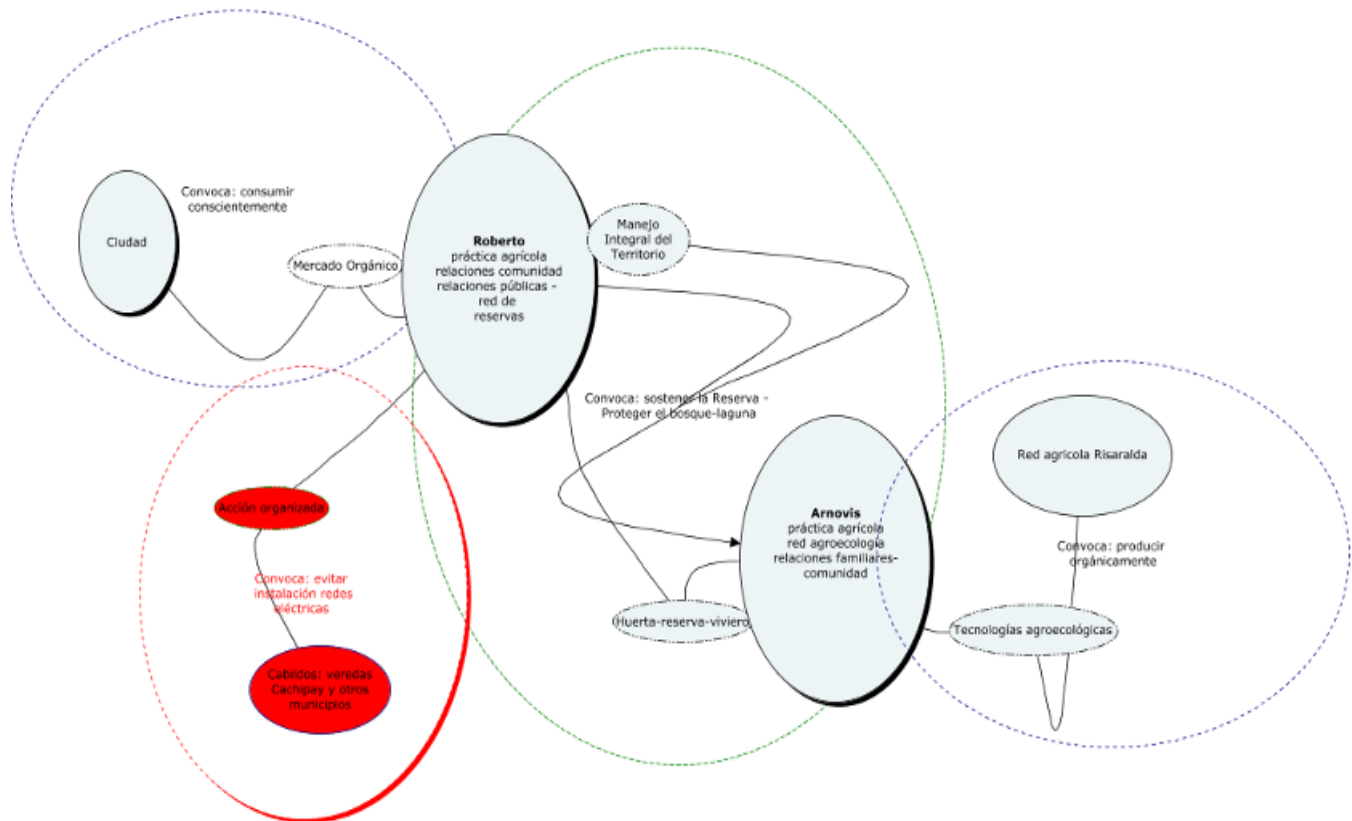 Convoca: consumir
conscientemente
Ciudad
Mercado Orgánico
Roberto
práctica agrícola
relaciones comunidad
relaciones públicas -
red de
reservas
Manejo
Integral del
Territorio
Convoca: sostener la Reserva -
Proteger el bosque-laguna
Acción organizada
Convoca: evitar
instalación redes
eléctricas
Cabildos: veredas
Cachipay y otros
municipios
Arnovis
práctica agrícola
red agroecología
relaciones familiares-
comunidad
Huerta-reserva-vivero
Red agrícola Risaralda
Convoca: producir
orgánicamente
Tecnologías agroecológicas